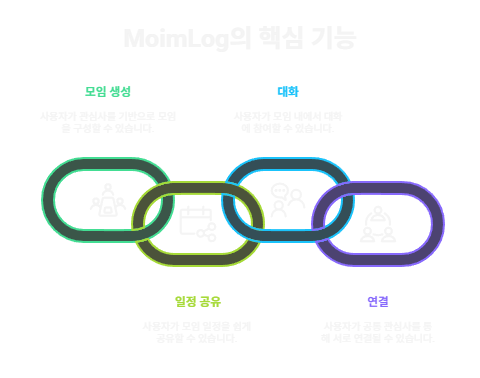 MoimLog의 핵심 기능
모임 생성
사용자가 관심사를 기반으로 모임
을 구성할 수 있습니다.
대화
사용자가 모임 내에서 대화
에 참여할 수 있습니다.
일정 공유
사용자가 모임 일정을 쉽게
공유할 수 있습니다.
연결
사용자가 공통 관심사를 통
해 서로 연결될 수 있습니다.